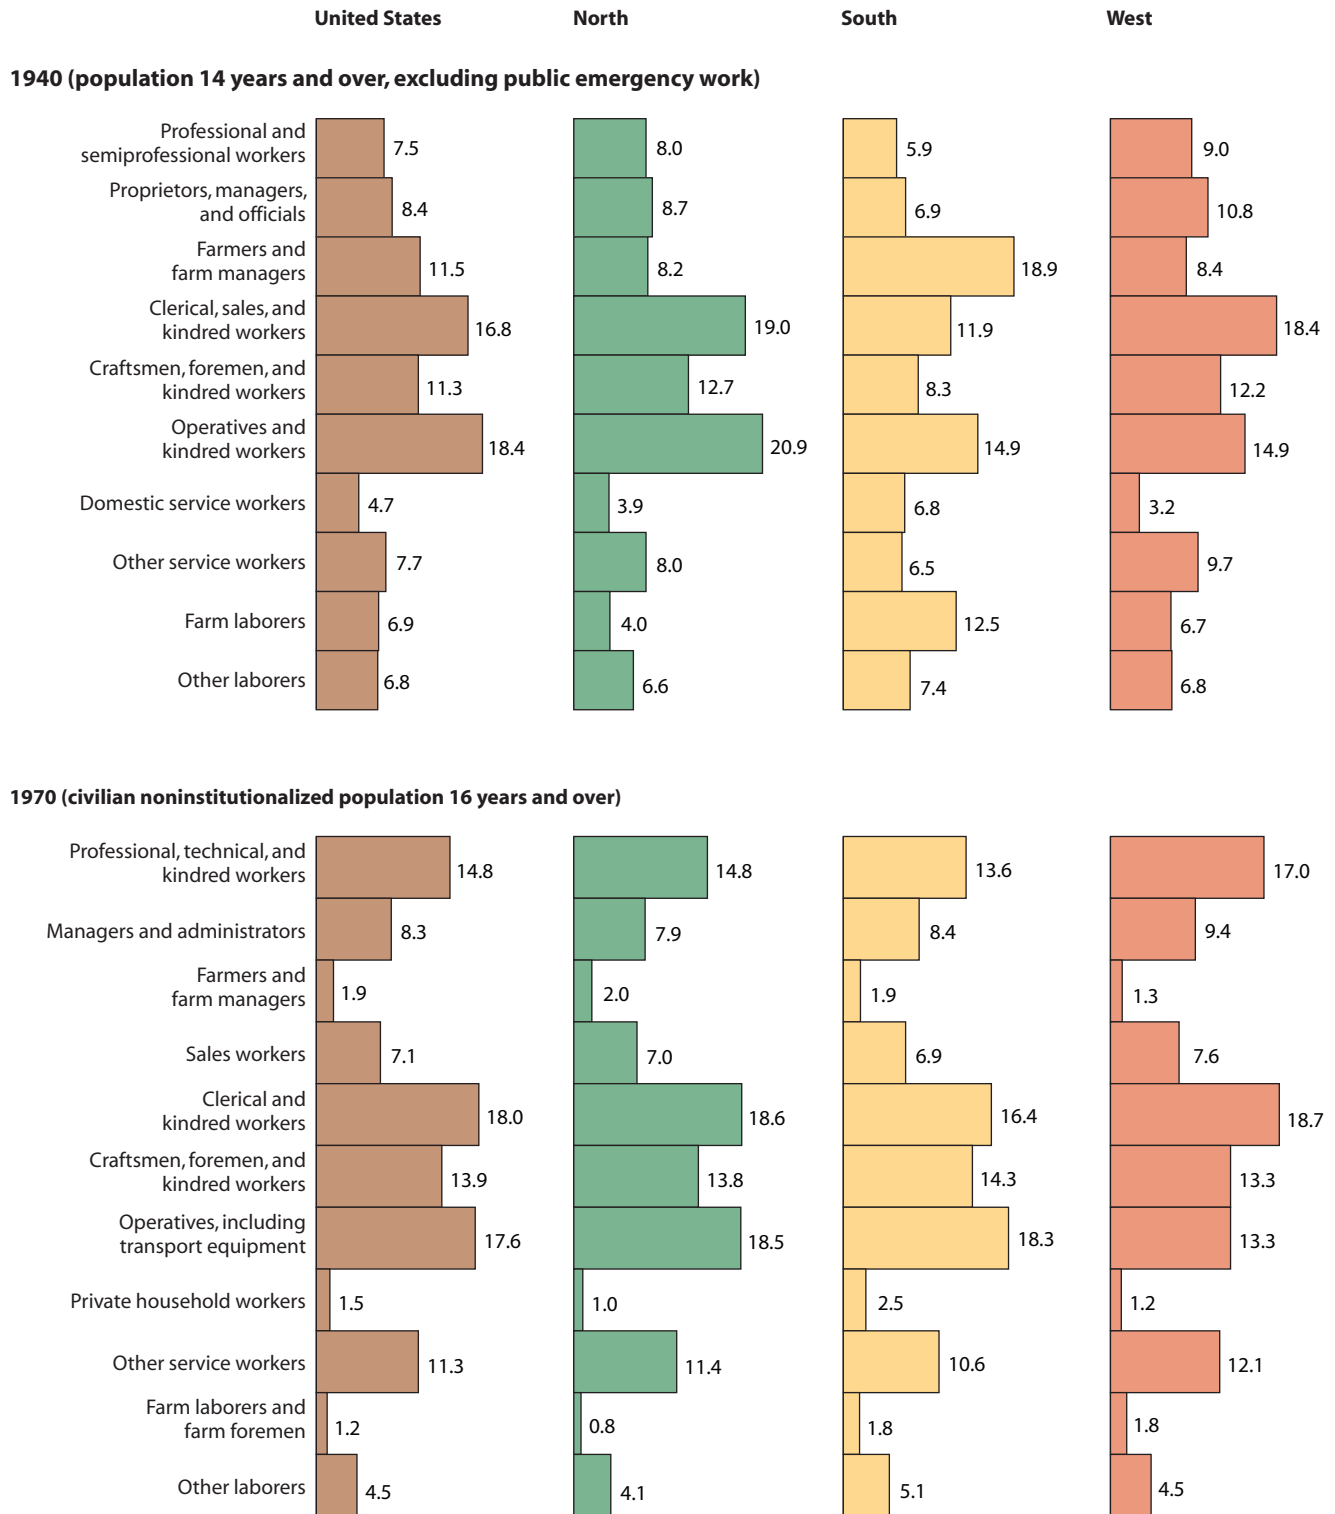 United States North South West
1940 (population 14 years and over, excluding public emergency work)
Professional and
semiprofessional workers 7.5 8.0 5.9 9.0
Proprietors, managers,
and officials 8.4 8.7 6.9 10.8
Farmers and
farm managers 11.5 8.2 18.9 8.4
Clerical, sales, and
kindred workers 16.8 19.0 11.9 18.4
Craftsmen, foremen, and
kindred workers 11.3 12.7 8.3 12.2
Operatives and
kindred workers 18.4 20.9 14.9 14.9
Domestic service workers 4.7 3.9 6.8 3.2
Other service workers 7.7 8.0 6.5 9.7
Farm laborers 6.9 4.0 12.5 6.7
Other laborers 6.8 6.6 7.4 6.8
1970 (civilian noninstitutionalized population 16 years and over)
Professional, technical, and
kindred workers 14.8 14.8 13.6 17.0
Managers and administrators 8.3 7.9 8.4 9.4
Farmers and
farm managers 1.9 2.0 1.9 1.3
Sales workers 7.1 7.0 6.9 7.6
Clerical and
kindred workers 18.0 18.6 16.4 18.7
Craftsmen, foremen, and
kindred workers 13.9 13.8 14.3 13.3
Operatives, including
transport equipment 17.6 18.5 18.3 13.3
Private household workers 1.5 1.0 2.5 1.2
Other service workers 11.3 11.4 10.6 12.1
Farm laborers and
farm foremen 1.2 0.8 1.8 1.8
Other laborers 4.5 4.1 5.1 4.5